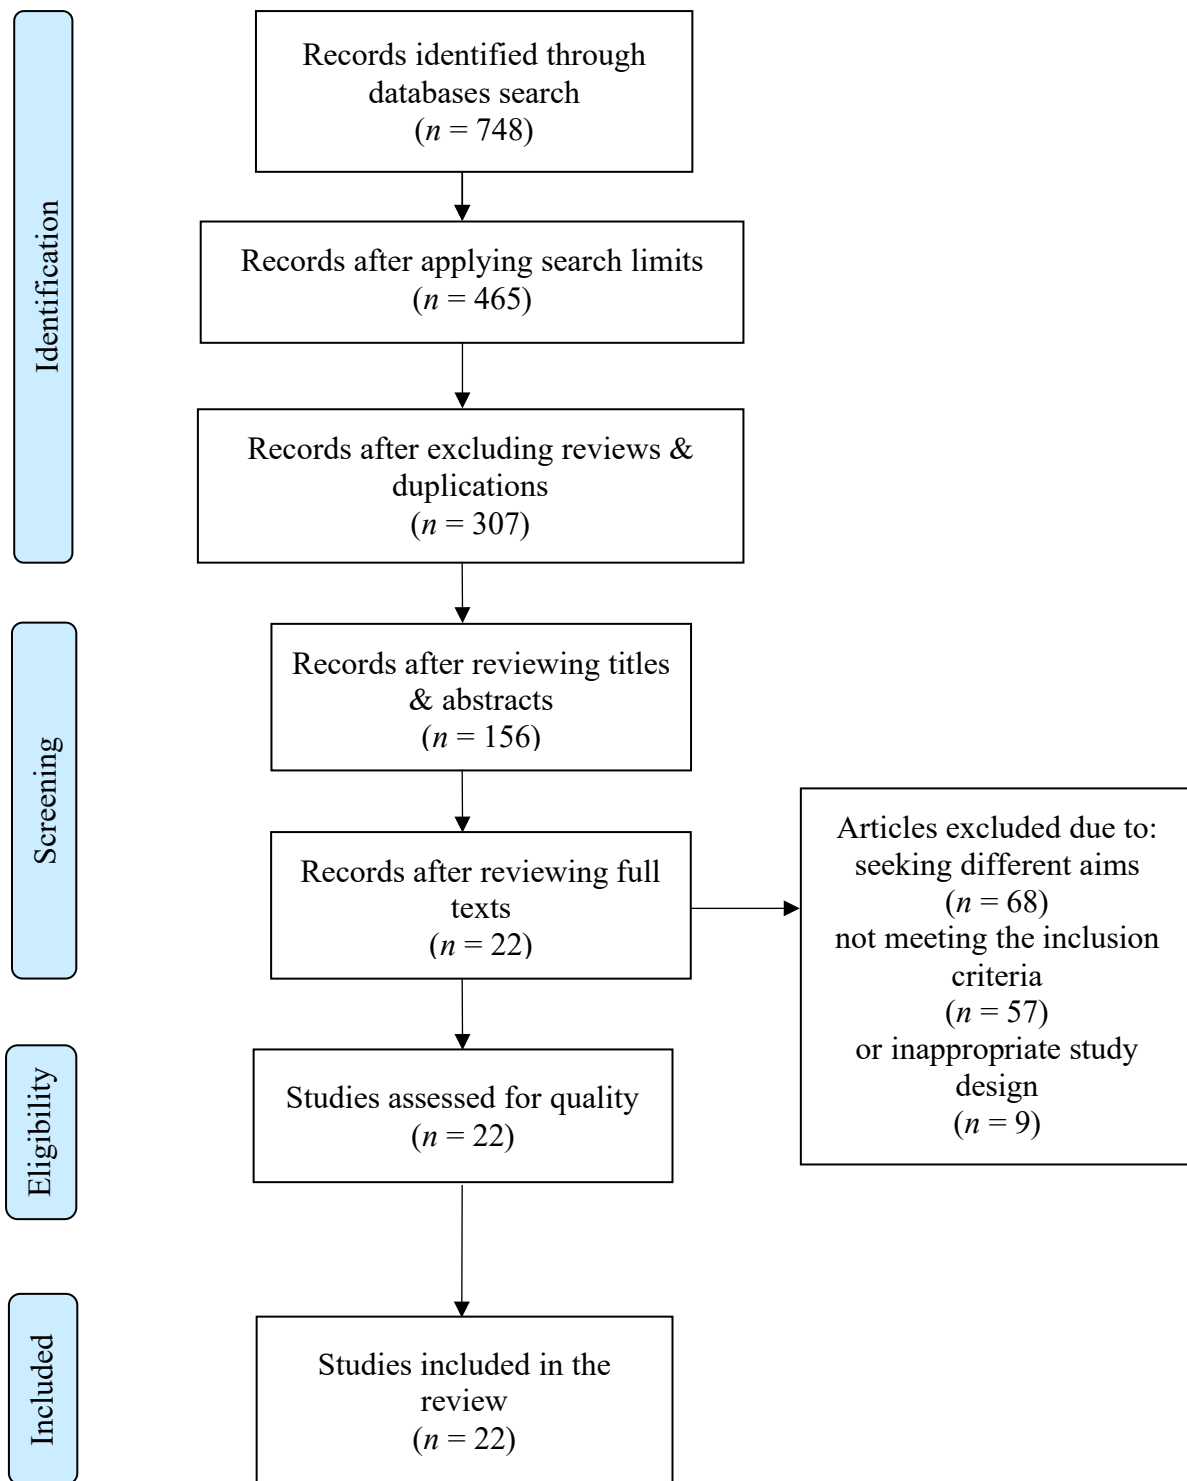 Identification
Records identified through
databases search
(n = 748)
Records after applying search limits
(n = 465)
Records after excluding reviews &
duplications
(n = 307)
Screening
Records after reviewing titles
& abstracts
(n = 156)
Records after reviewing full
texts
(n = 22)
Articles excluded due to:
seeking different aims
(n = 68)
not meeting the inclusion
criteria
(n = 57)
or inappropriate study
design
(n = 9)
Eligibility
Studies assessed for quality
(n = 22)
Included
Studies included in the
review
(n = 22)